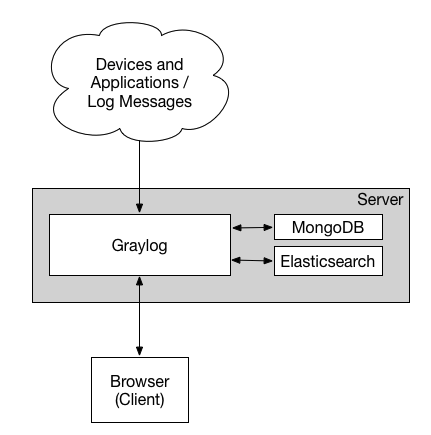 Devices and
Applications /
Log Messages
Server
Graylog
MongoDB
Elasticsearch
Browser
(Client)